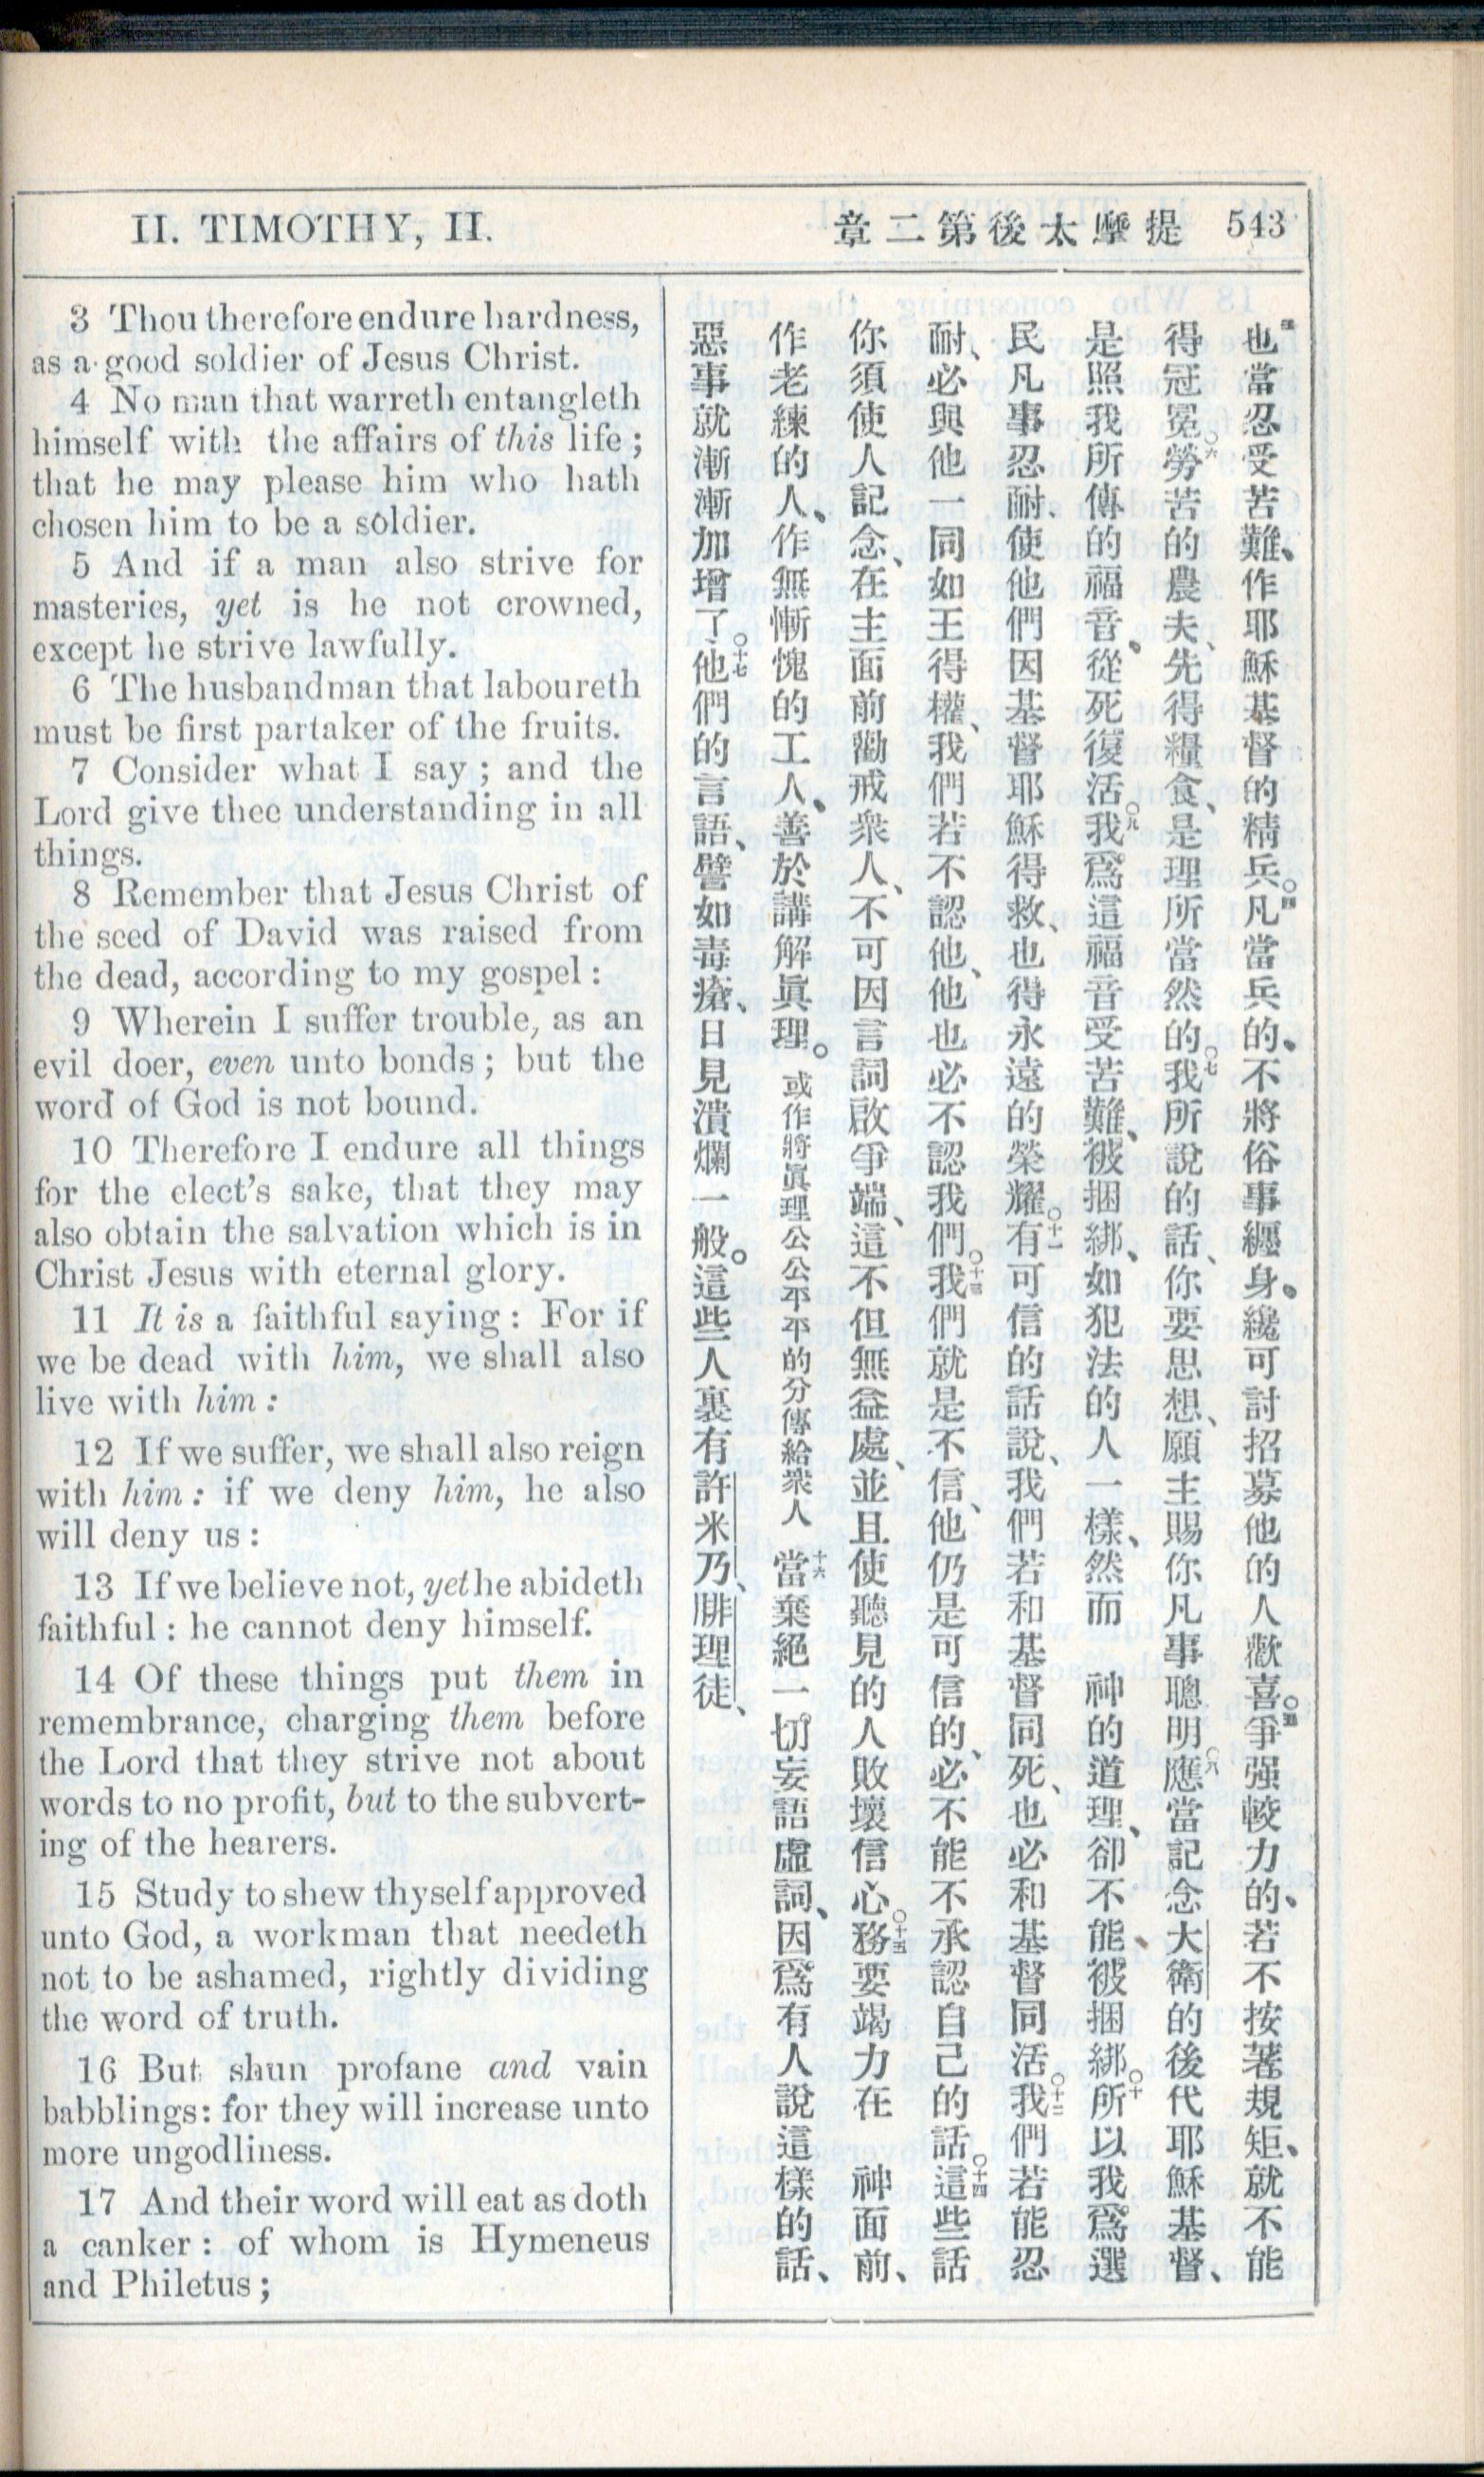 II. TIMOTHY, II.
章二第後太摩提 543
3 Thou therefore endure hardness,
as a good soldier of Jesus Christ.
4 No man that warreth entangleth
himself with the affairs of this life ;
that he may please him who hath
chosen him to be a soldier.
5 And if a man also strive for
masteries, yet is he not crowned,
except he strive lawfully.
6 The husbandman that laboureth
must be first partaker of the fruits.
7 Consider what I say ; and the
Lord give thee understanding in all
things.
8 Remember that Jesus Christ of
the seed of David was raised from
the dead, according to my gospel :
9 Wherein I suffer trouble, as an
evil doer, even unto bonds ; but the
word of God is not bound.
10 Therefore I endure all things
for the elect's sake, that they may
also obtain the salvation which is in
Christ Jesus with eternal glory.
11 It is a faithful saying : For if
we be dead with him, we shall also
live with him :
12 If we suffer, we shall also reign
with him : if we deny him, he also
will deny us :
13 If we believe not, yet he abideth
faithful : he cannot deny himself.
14 Of these things put them in
remembrance, charging them before
the Lord that they strive not about
words to no profit, but to the subvert-
ing of the hearers.
15 Study to shew thyself approved
unto God, a workman that needeth
not to be ashamed, rightly dividing
the word of truth.
16 But shun profane and vain
babblings: for they will increase unto
more ungodliness.
17 And their word will eat as doth
a canker : of whom is Hymeneus
and Philetus ;
也當忍受苦難、作耶穌基督的精兵。凡當兵的、不將俗事纏身、纔可討招募他的人歡喜。爭强較力的、若不按著規矩、就不能
得冠冕。六勞苦的農夫、先得糧食、是理所當然的。七我所說的話、你要思想、願主賜你凡事聰明。八應當記念大衛的後代耶穌基督、
是照我所傳的福音、從死復活。九我爲這福音受苦難、被捆綁、如犯法的人一樣、然而 神的道理、卻不能被捆綁。十所以我爲選
民凡事忍耐、使他們因基督耶穌得救、也得永遠的榮耀。十一有可信的話說、我們若和基督同死、也必和基督同活。十二我們若能忍
耐、必與他一同如王得權、我們若不認他、他也必不認我們。我們就是不信、他仍是可信的、必不能不承認自己的話。十四這些話
你須使人記念、在主面前勸戒衆人、不可因言詞啟爭端、這不但無益處、並且使聽見的人敗壞信心。務要竭力在 神面前、
作老練的人、作無慚愧的工人、善於講解眞理。或作將眞理公公平平的分傳給衆人 十六當棄絕一切妄語虛詞、因爲有人說這樣的話、
惡事就漸漸加增了。十七他們的言語、譬如毒瘡、日見潰爛一般。這些人裏有許米乃、腓理徒、